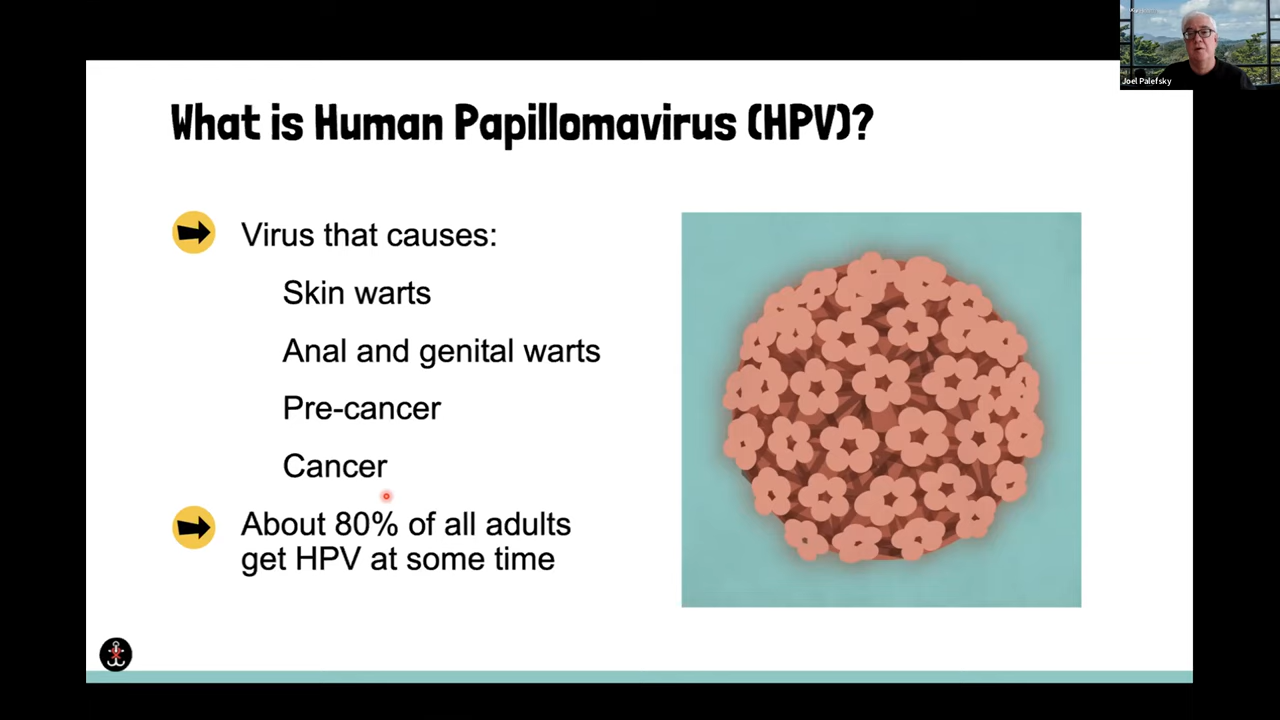 Joel Palefsky
What is Human Papillomavirus (HPV)?
Virus that causes:
Skin warts
Anal and genital warts
Pre-cancer
Cancer
About 80% of all adults
get HPV at some time